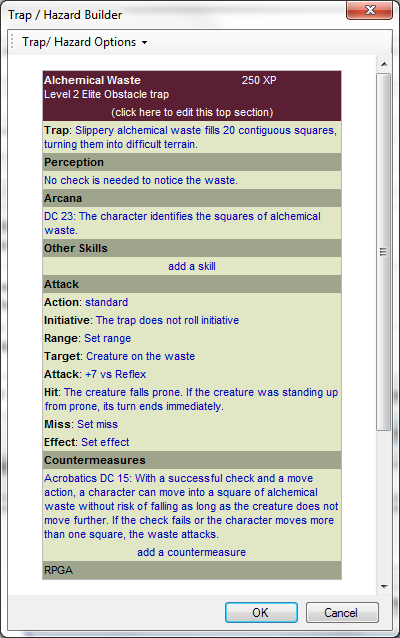 Trap / Hazard Builder
Trap/ Hazard Options
Alchemical Waste 250 XP
Level 2 Elite Obstacle trap
(click here to edit this top section)
Trap: Slippery alchemical waste fills 20 contiguous squares,
turning them into difficult terrain.
Perception
No check is needed to notice the waste.
Arcana
DC 23: The character identifies the squares of alchemical
waste.
Other Skills
add a skill
Attack
Action: standard
Initiative: The trap does not roll initiative
Range: Set range
Target: Creature on the waste
Attack: +7 vs Reflex
Hit: The creature falls prone. If the creature was standing up
from prone, its turn ends immediately.
Miss: Set miss
Effect: Set effect
Countermeasures
Acrobatics DC 15: With a successful check and a move
action, a character can move into a square of alchemical
waste without risk of falling as long as the creature does not
move further. If the check fails or the character moves more
than one square, the waste attacks.
add a countermeasure
RPGA
OK Cancel